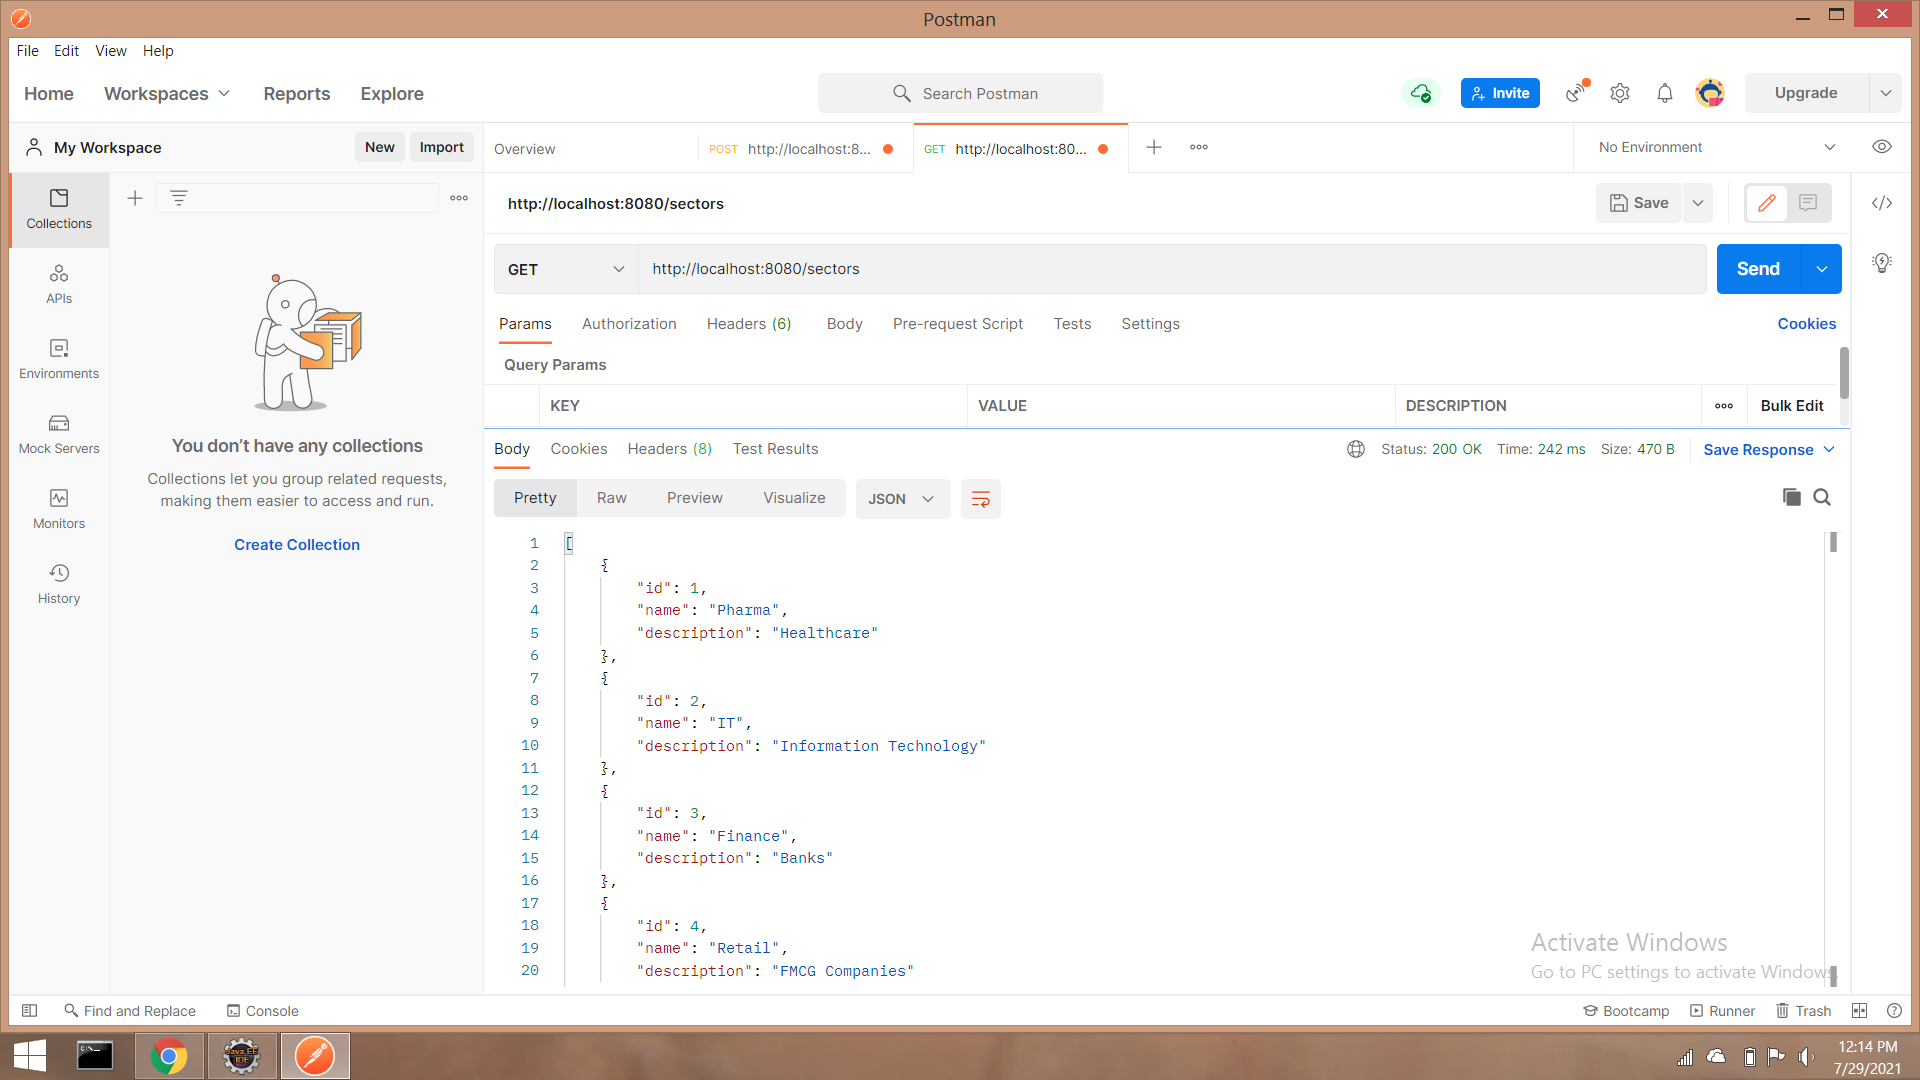 Postman
File Edit View Help
Home Workspaces Reports Explore
Search Postman
Invite
Upgrade
My Workspace
New Import
Overview
POST http://localhost:8...
GET http://localhost:80...
No Environment
Collections
APIs
Environments
Mock Servers
Monitors
History
You don't have any collections
Collections let you group related requests,
making them easier to access and run.
Create Collection
http://localhost:8080/sectors
Save
GET http://localhost:8080/sectors
Send
Params Authorization Headers (6) Body Pre-request Script Tests Settings
Cookies
Query Params
KEY VALUE DESCRIPTION
Bulk Edit
Body Cookies Headers (8) Test Results
Status: 200 OK Time: 242 ms Size: 470 B
Save Response
Pretty Raw Preview Visualize
JSON
1 [
2 {
3 "id": 1,
4 "name": "Pharma",
5 "description": "Healthcare"
6 },
7 {
8 "id": 2,
9 "name": "IT",
10 "description": "Information Technology"
11 },
12 {
13 "id": 3,
14 "name": "Finance",
15 "description": "Banks"
16 },
17 {
18 "id": 4,
19 "name": "Retail",
20 "description": "FMCG Companies"
Activate Windows
Go to PC settings to activate Windows.
Find and Replace Console
Bootcamp Runner Trash
C:\_
Java EE
IDE
12:14 PM
7/29/2021